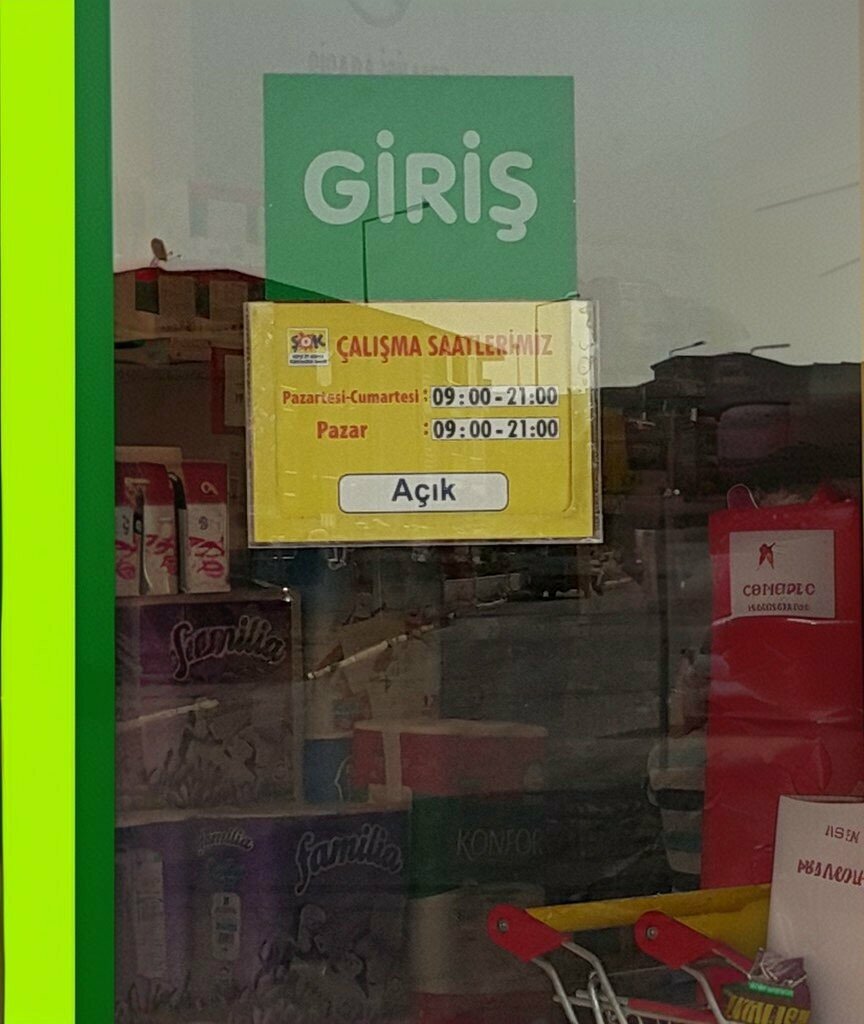 GİRİŞ
ŞOK
ÇALIŞMA SAATLERİMİZ
Pazartesi-Cumartesi : 09:00-21:00
Pazar : 09:00-21:00
Açık
familia
familia
familia
KONFOR